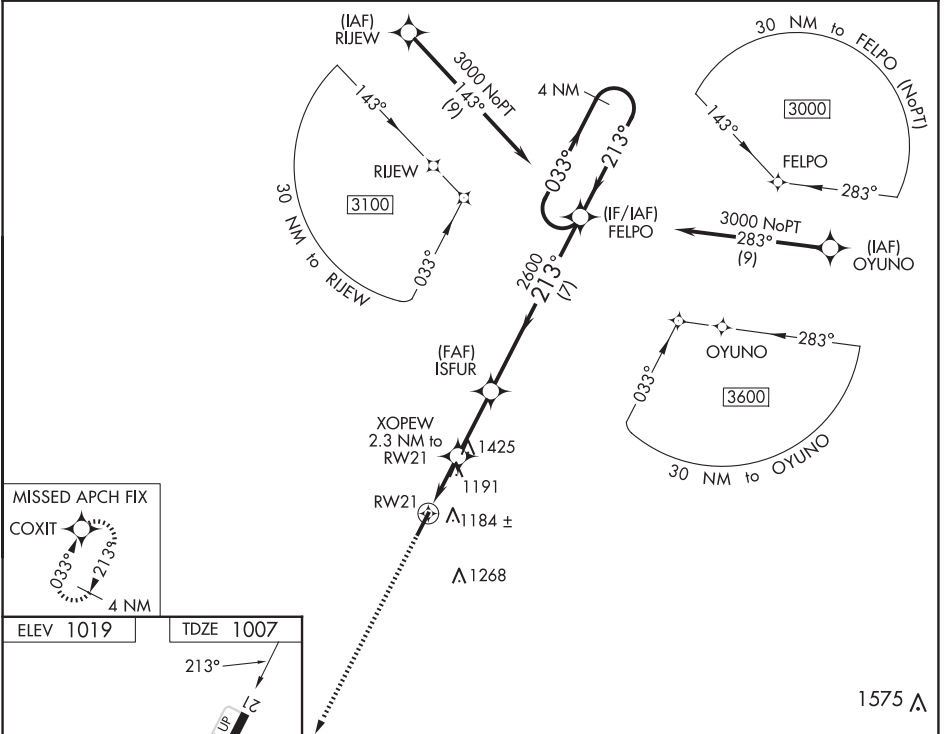 (IAF)
RIJEW
3000 NoPT
143°
(9)
4 NM
033°
213°
30 NM to FELPO (NoPT)
3000
143°
FELPO
283°
143°
RIJEW
3100
033°
30 NM to RIJEW
(IF/IAF)
FELPO
3000 NoPT
283°
(9)
(IAF)
OYUNO
2600
213°
(7)
OYUNO
283°
033°
3600
30 NM to OYUNO
(FAF)
ISFUR
XOPEW
2.3 NM to
RW21
1425
1191
RW21
1184 ±
1268
MISSED APCH FIX
COXIT
033°
213°
4 NM
ELEV 1019
TDZE 1007
213°
21
UP
1575